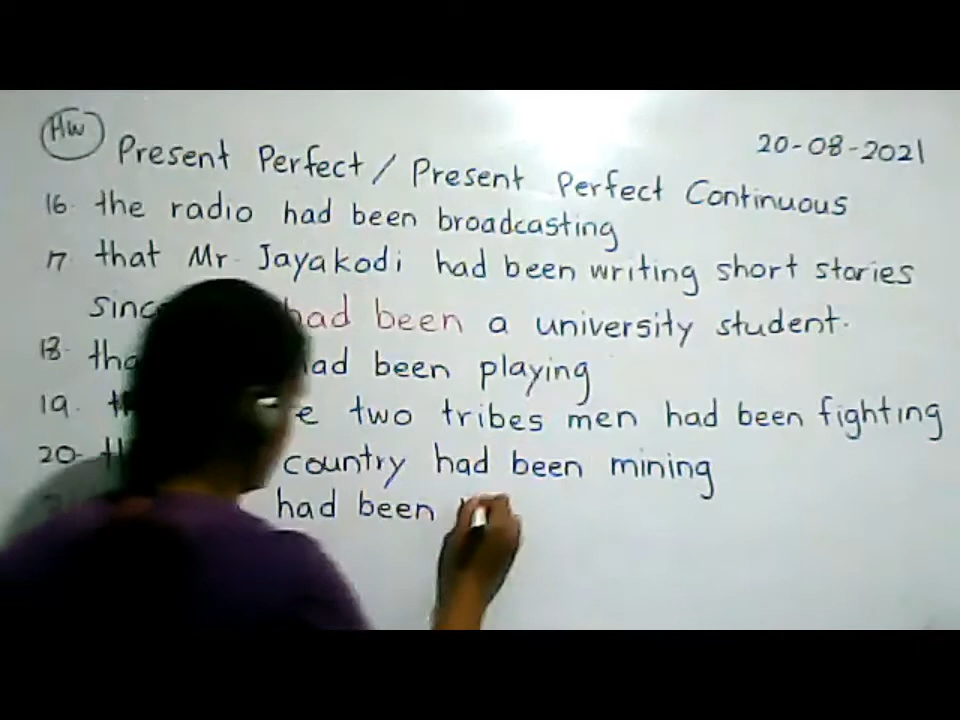 HW
Present Perfect / Present Perfect Continuous
20-08-2021
16. the radio had been broadcasting
17 that Mr. Jayakodi had been writing short stories
had been a university student.
18. had been playing
19. two tribes men had been fighting
20. country had been mining
had been